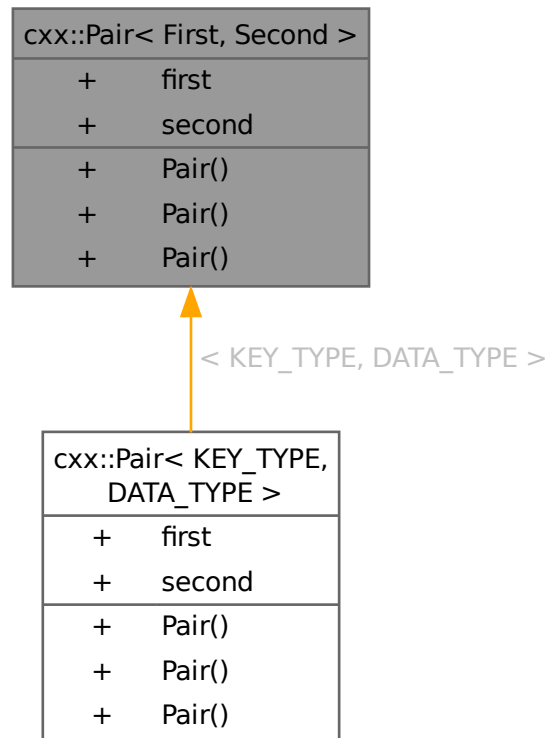 cxx::Pair< First, Second >
+ first
+ second
+ Pair()
+ Pair()
+ Pair()
< KEY_TYPE, DATA_TYPE >
cxx::Pair< KEY_TYPE,
DATA_TYPE >
+ first
+ second
+ Pair()
+ Pair()
+ Pair()